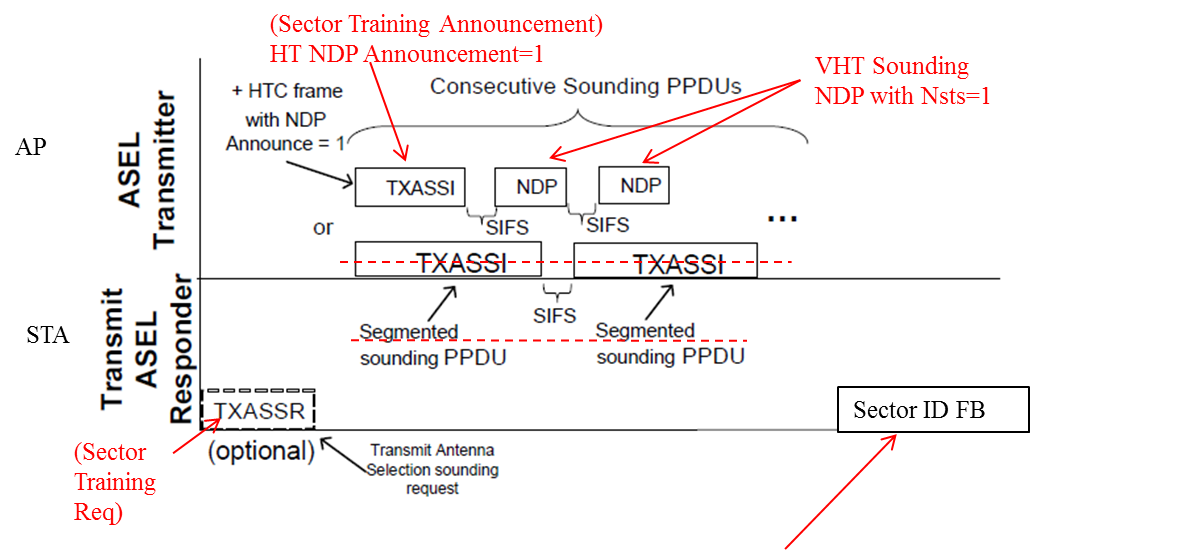 (Sector Training Announcement)
HT NDP Announcement=1
VHT Sounding
NDP with Nsts=1
Consecutive Sounding PPDUs
+ HTC frame
with NDP
Announce = 1
AP
ASEL
Transmitter
TXASSI
NDP
NDP
SIFS
SIFS
...
or
TXASSI
TXASSI
SIFS
STA
Transmit
ASEL
Responder
Segmented
sounding PPDU
Segmented
sounding PPDU
TXASSR
(optional)
Sector ID FB
(Sector
Training
Req)
Transmit Antenna
Selection sounding
request